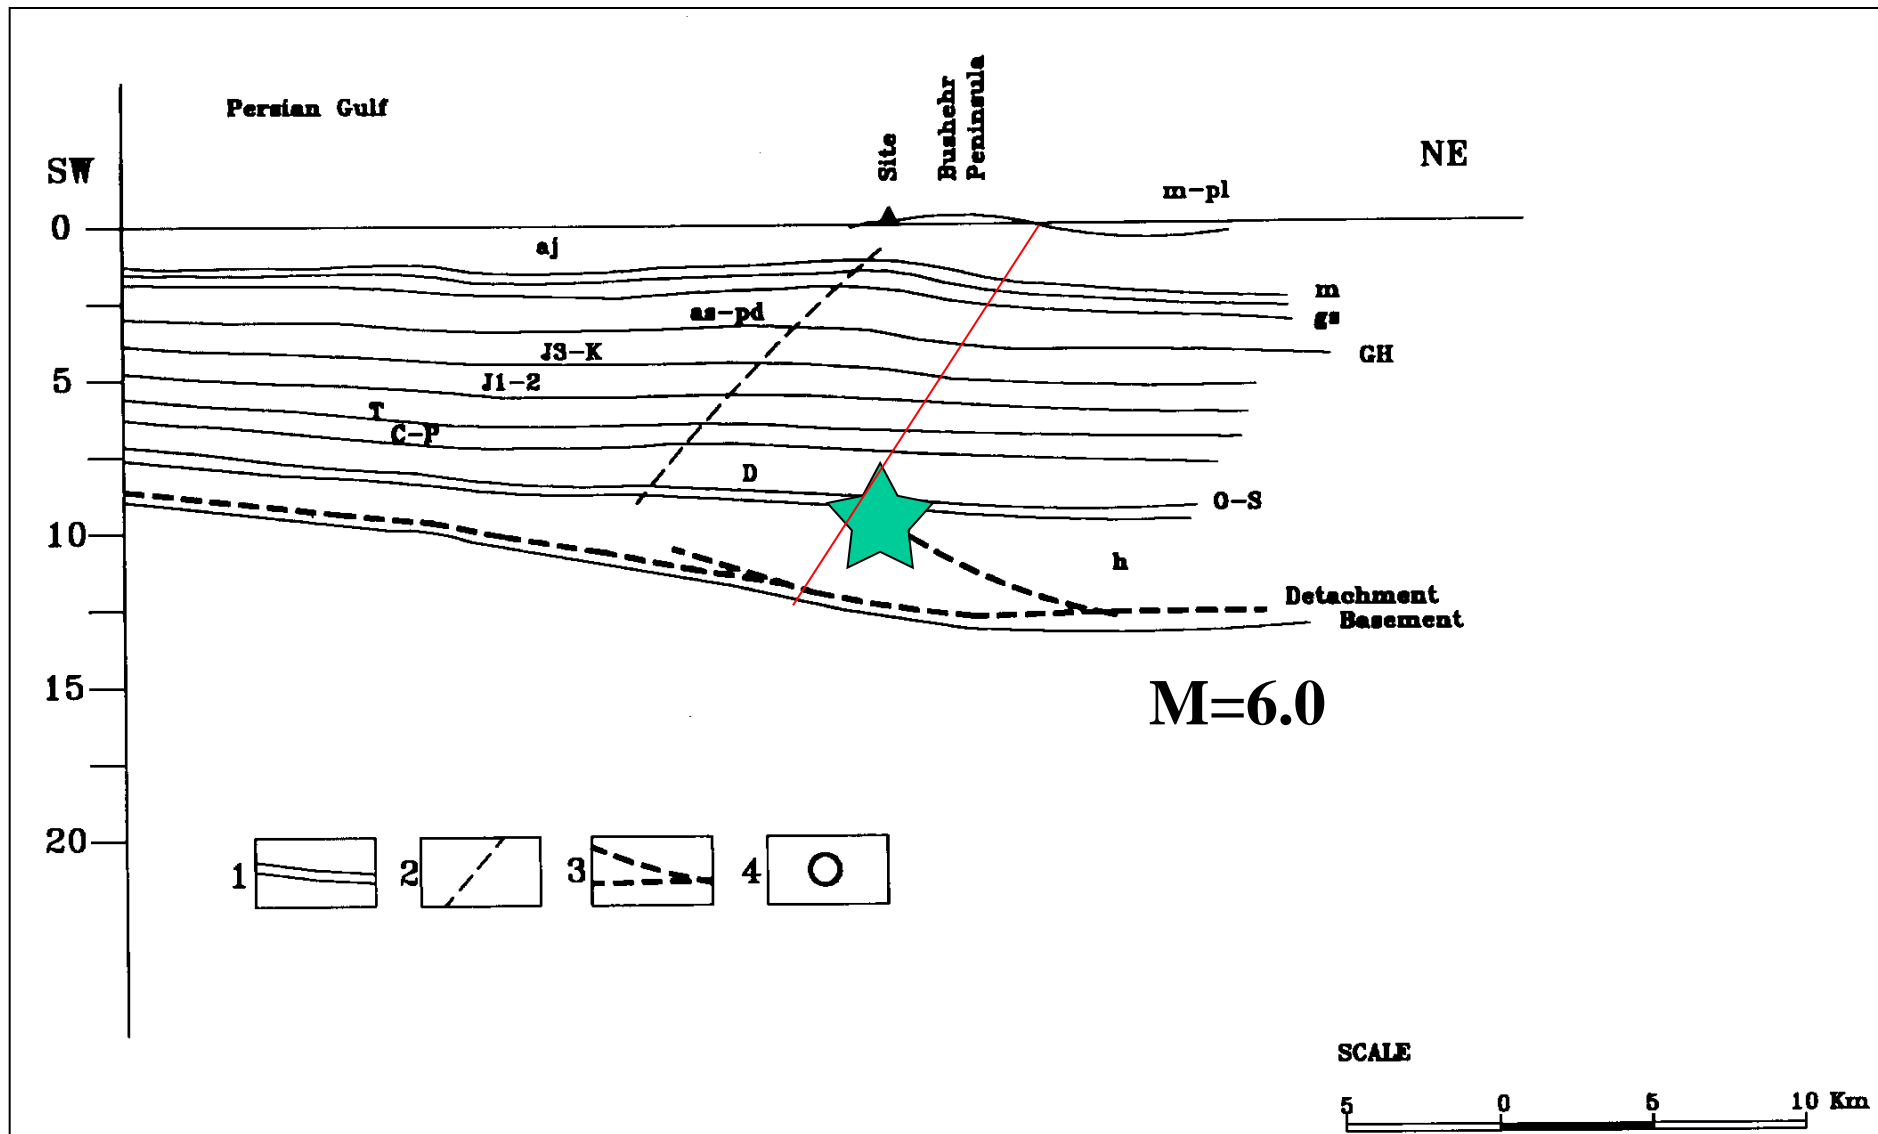 Persian Gulf
Site
Bushehr
Peninsula
SW
NE
m-pl
0
aj
m
as-pd
gs
J3-K
GH
5
J1-2
T
C-P
D
O-S
10
h
Detachment
Basement
15
M=6.0
20
1
2
3
4
SCALE
5 0 5 10 Km